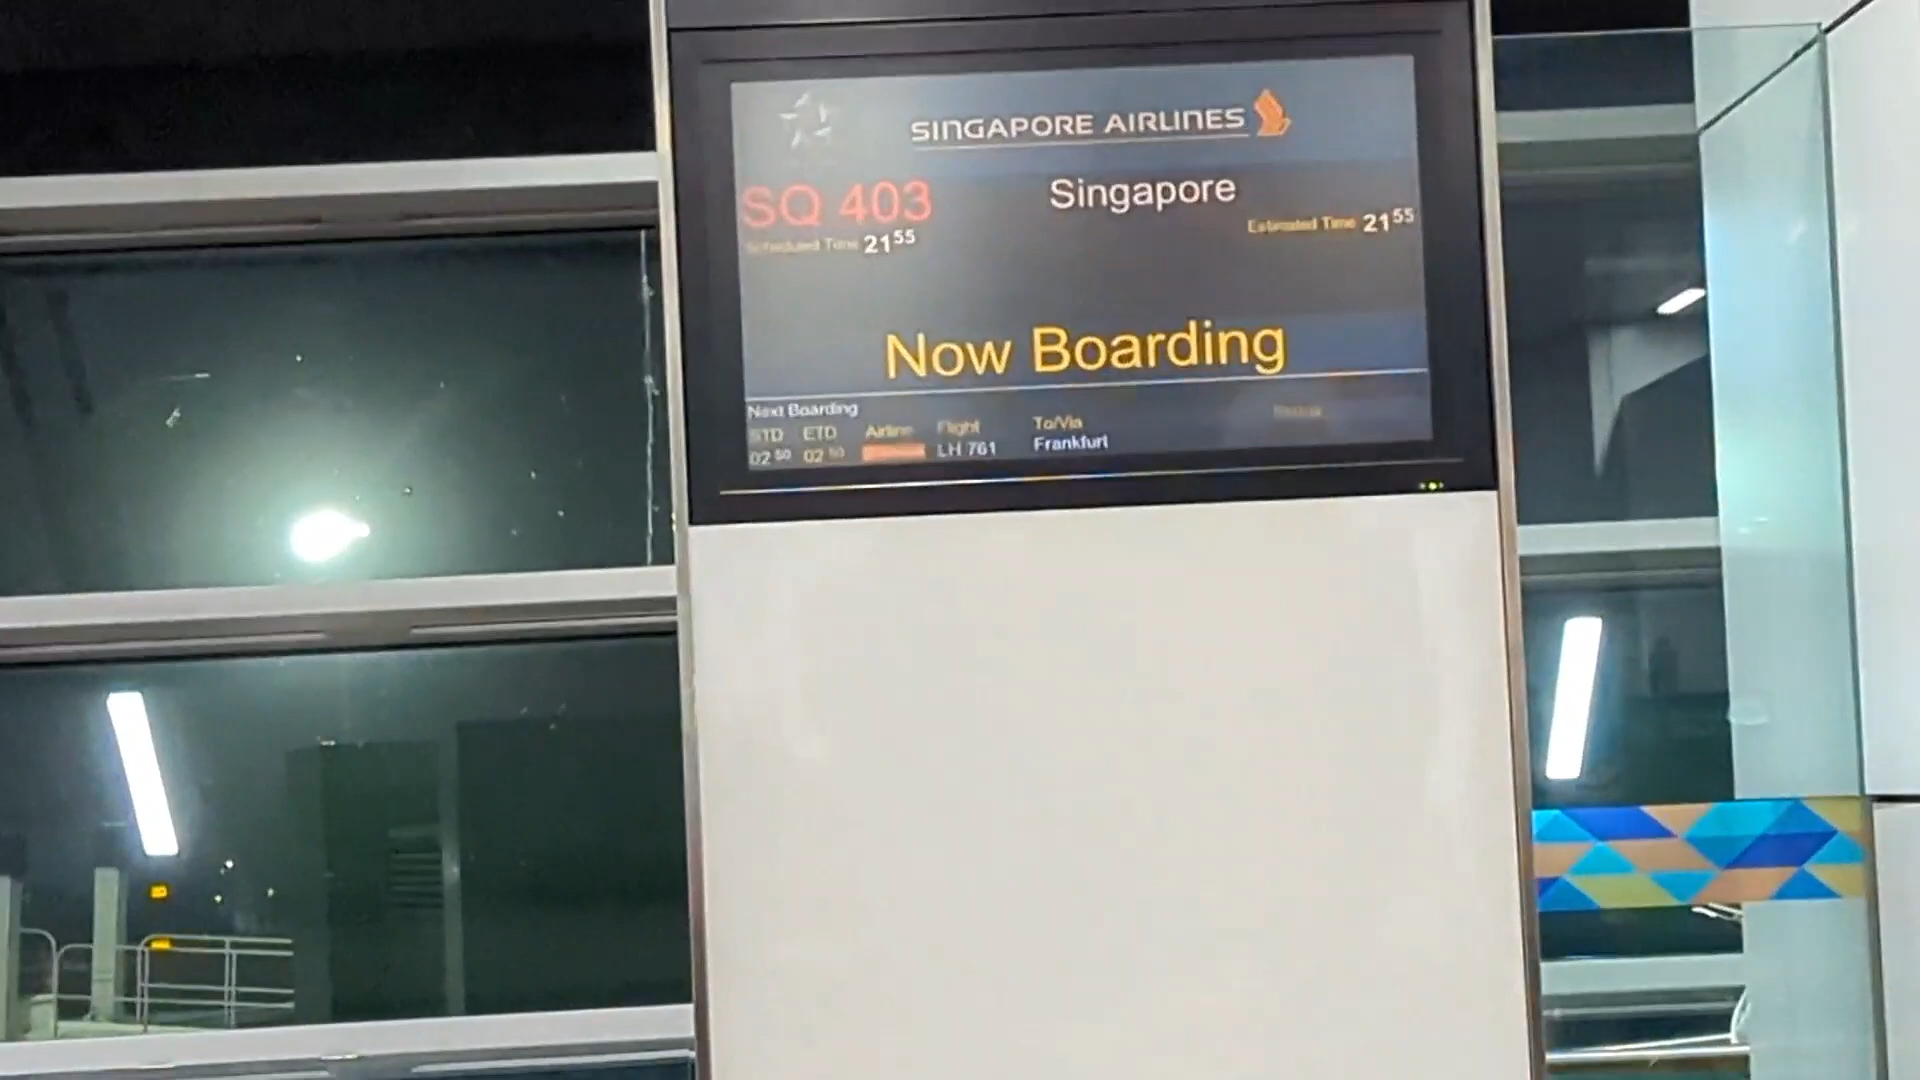 SINGAPORE AIRLINES
SQ 403 Singapore
Scheduled Time 21 55 Estimated Time 21 55
Now Boarding
Next Boarding
STD ETD Airline Flight To/Via
02 50 02 50 LH 761 Frankfurt